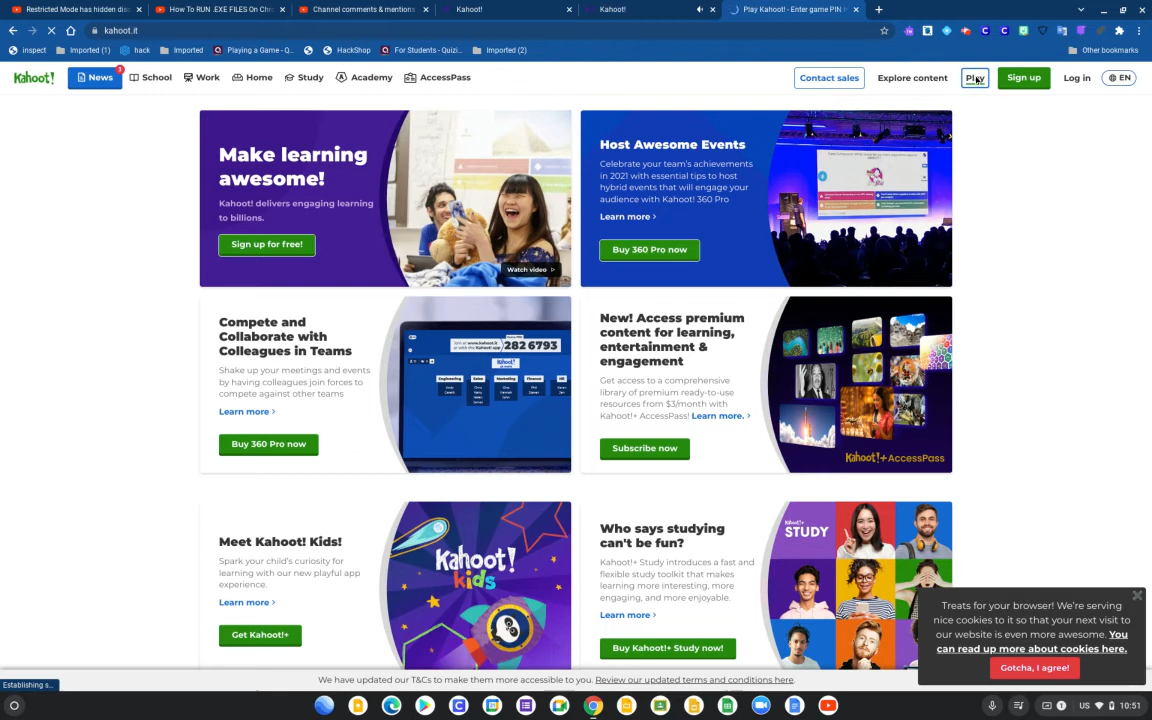 Restricted Mode has hidden dis
How To RUN .EXE FILES On Chr
Channel comments & mentions
Kahoot!
Kahoot!
Play Kahoot! - Enter game PIN
kahoot.it
inspect
Imported (1)
hack
Imported
Playing a Game - Q...
HackShop
For Students - Quizi...
Imported (2)
Other bookmarks
Kahoot!
News
School
Work
Home
Study
Academy
AccessPass
Contact sales
Explore content
Play
Sign up
Log in
EN
Make learning
awesome!
Kahoot! delivers engaging learning
to billions.
Sign up for free!
Watch video
Host Awesome Events
Celebrate your team's achievements
in 2021 with essential tips to host
hybrid events that will engage your
audience with Kahoot! 360 Pro
Learn more >
Buy 360 Pro now
Compete and
Collaborate with
Colleagues in Teams
Shake up your meetings and events
by having colleagues join forces to
compete against other teams
Learn more >
Buy 360 Pro now
282 6793
Kahoot!
New! Access premium
content for learning,
entertainment &
engagement
Get access to a comprehensive
library of premium ready-to-use
resources from $3/month with
Kahoot!+ AccessPass! Learn more. >
Subscribe now
Kahoot!+AccessPass
Meet Kahoot! Kids!
Spark your child's curiosity for
learning with our new playful app
experience.
Learn more >
Get Kahoot!+
Kahoot!
kids
Who says studying
can't be fun?
Kahoot!+ Study introduces a fast and
flexible study toolkit that makes
learning more interesting, more
engaging, and more enjoyable.
Learn more >
Buy Kahoot!+ Study now!
Kahoot!+
STUDY
Treats for your browser! We're serving
nice cookies to it so that your next visit to
our website is even more awesome. You
can read up more about cookies here.
Gotcha, I agree!
We have updated our T&Cs to make them more accessible to you. Review our updated terms and conditions here.
Establishing s...
US
10:51